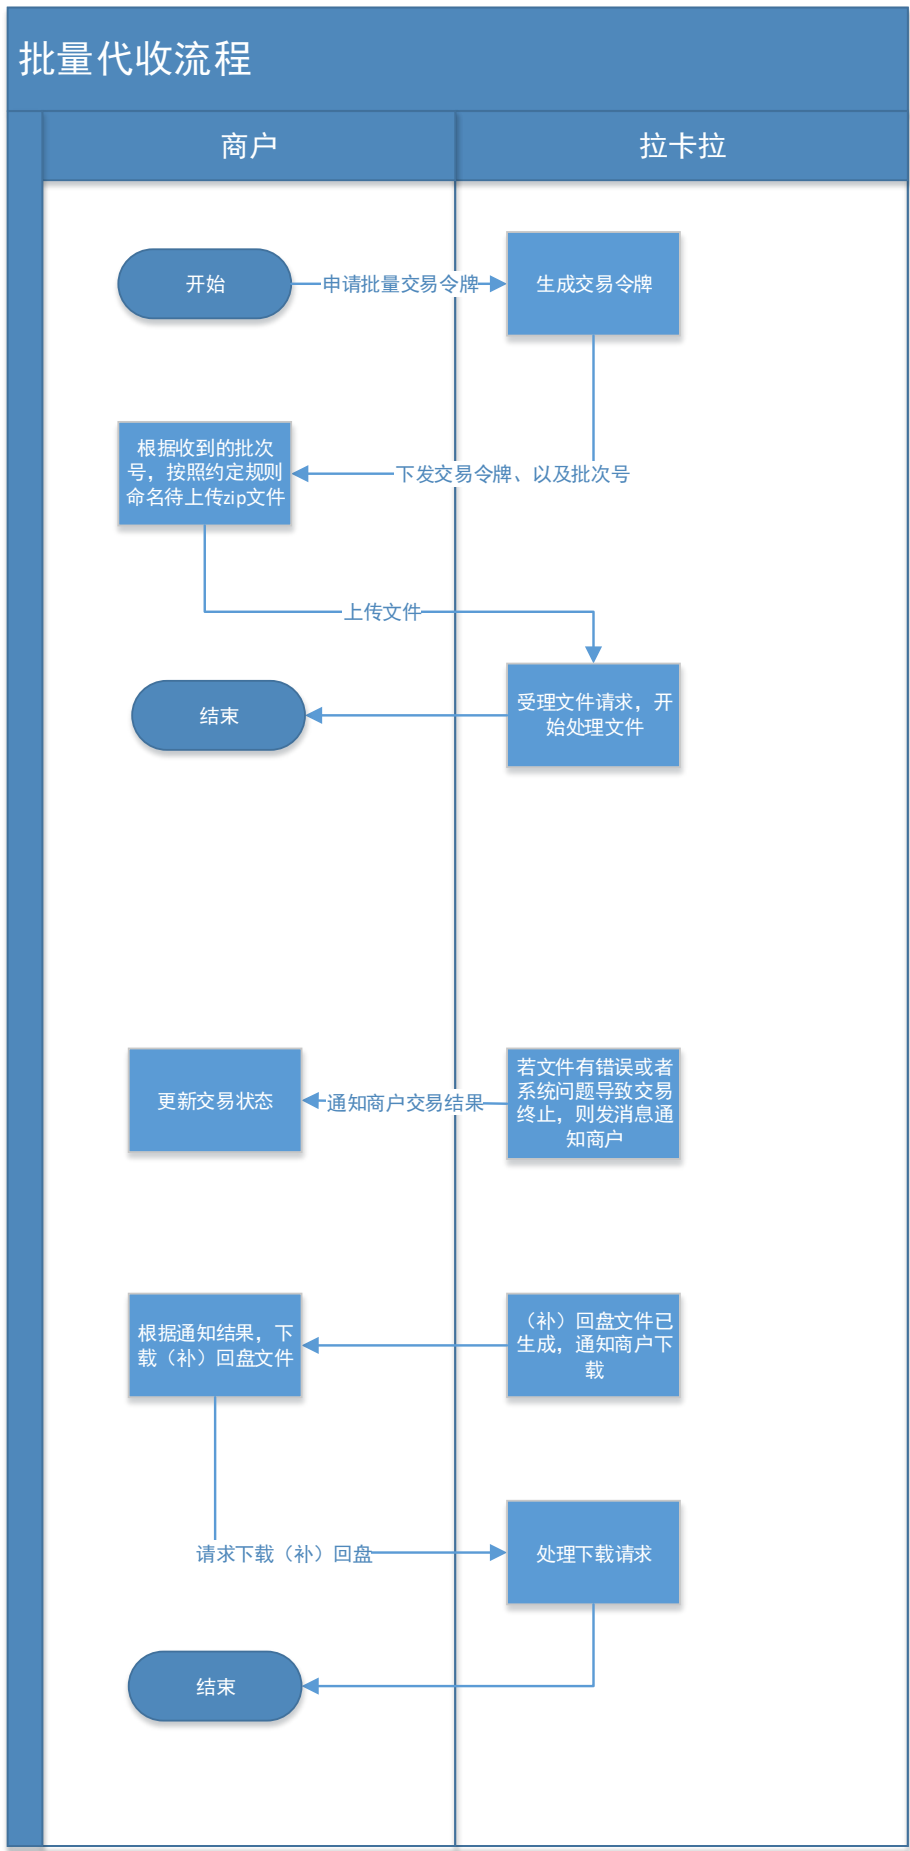 批量代收流程
商户
拉卡拉
开始
申请批量交易令牌
生成交易令牌
根据收到的批次
号，按照约定规则
命名待上传zip文件
下发交易令牌、以及批次号
上传文件
结束
受理文件请求，开
始处理文件
更新交易状态
通知商户交易结果
若文件有错误或者
系统问题导致交易
终止，则发消息通
知商户
根据通知结果，下
载（补）回盘文件
（补）回盘文件已
生成，通知商户下
载
请求下载（补）回盘
处理下载请求
结束